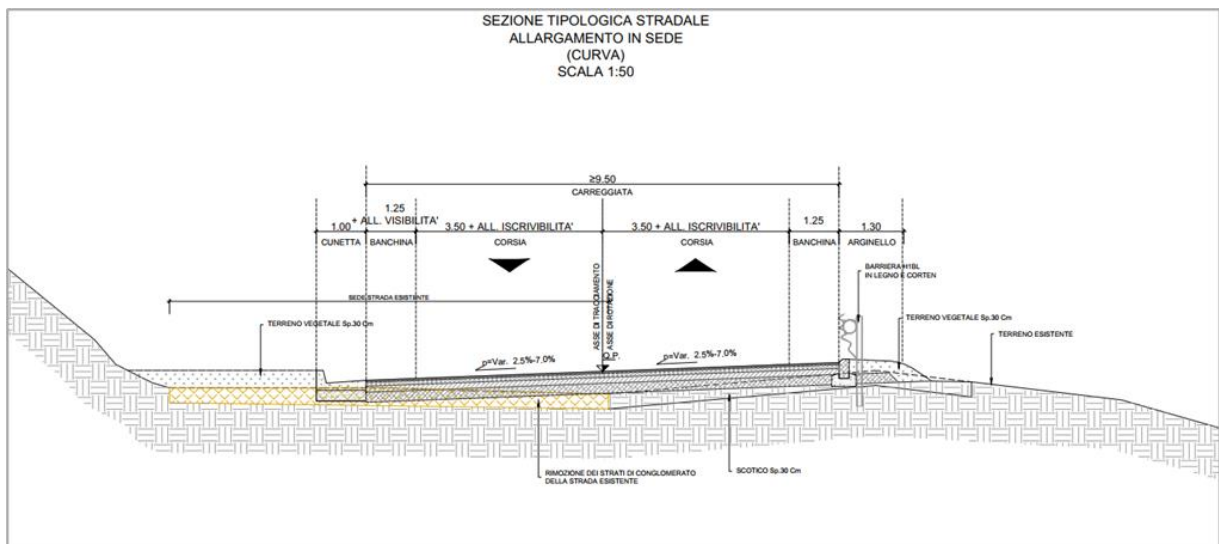 SEZIONE TIPOLOGICA STRADALE
ALLARGAMENTO IN SEDE
(CURVA)
SCALA 1:50
≥9.50
CARREGGIATA
1.00
1.25
+ ALL. VISIBILITA'
3.50 + ALL. ISCRIVIBILITA'
3.50 + ALL. ISCRIVIBILITA'
1.25
1.30
CUNETTA
BANCHINA
CORSIA
CORSIA
BANCHINA
ARGINELLO
BARRIERA H1BL
IN LEGNO E CORTEN
SEDE STRADA ESISTENTE
ASSE DI TRACCIAMENTO
ASSE DI ROTAZIONE
TERRENO VEGETALE Sp.30 Cm
TERRENO VEGETALE Sp.30 Cm
TERRENO ESISTENTE
p=Var. 2.5%-7,0%
Q.P.
p=Var. 2.5%-7,0%
RIMOZIONE DEI STRATI DI CONGLOMERATO
DELLA STRADA ESISTENTE
SCOTICO Sp.30 Cm